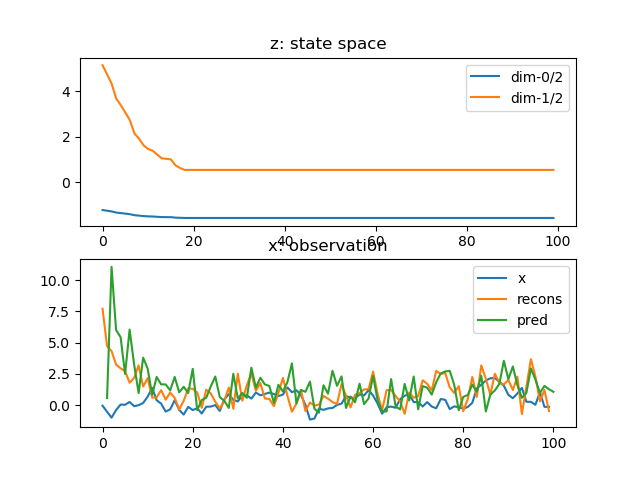 z: state space
dim-0/2
dim-1/2
4
2
0
0 20 40 60 80 100
x: observation
x
recons
pred
10.0
7.5
5.0
2.5
0.0
0 20 40 60 80 100